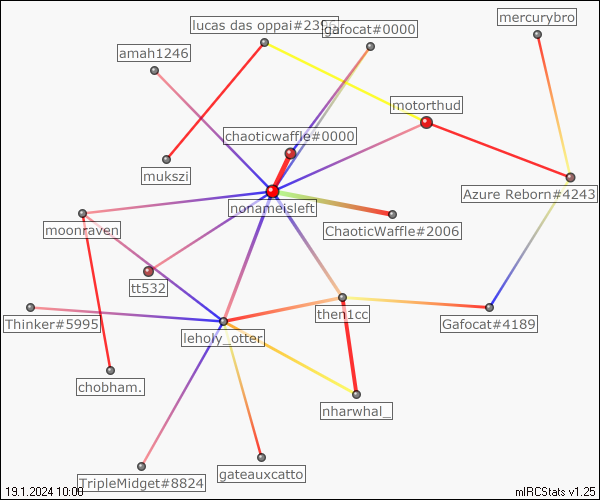 mercurybro
lucas das oppai#2396
gafocat#0000
amah1246
motorthud
chaoticwaffle#0000
mukszi
Azure Reborn#4243
nonameisleft
moonraven
ChaoticWaffle#2006
tt532
then1cc
Thinker#5995
Gafocat#4189
leholy_otter
chobham.
nharwhal_
gateauxcatto
TripleMidget#8824
19.1.2024 10:00
mIRCStats v1.25